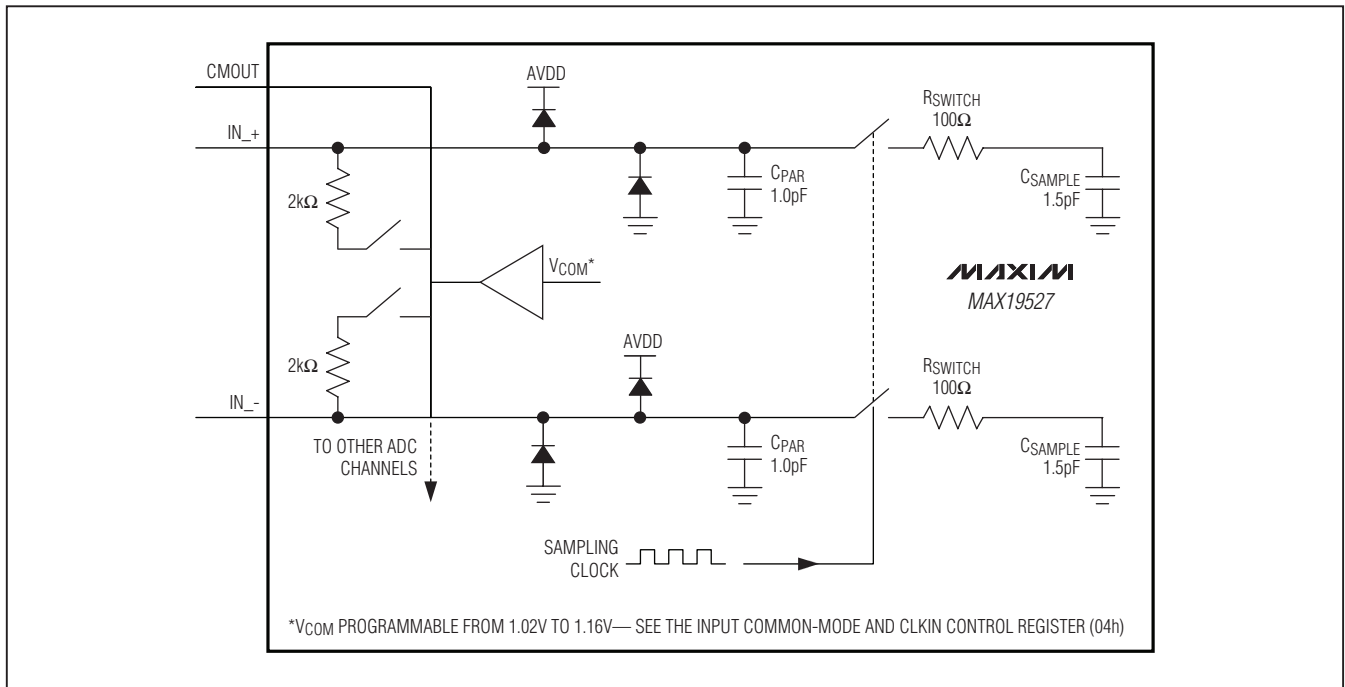 CMOUT
AVDD
RSWITCH
100Ω
IN_+
2kΩ
CPAR
1.0pF
CSAMPLE
1.5pF
VCOM*
MAXIM
MAX19527
2kΩ
AVDD
RSWITCH
100Ω
IN_-
TO OTHER ADC
CHANNELS
CPAR
1.0pF
CSAMPLE
1.5pF
SAMPLING
CLOCK
*VCOM PROGRAMMABLE FROM 1.02V TO 1.16V— SEE THE INPUT COMMON-MODE AND CLKIN CONTROL REGISTER (04h)